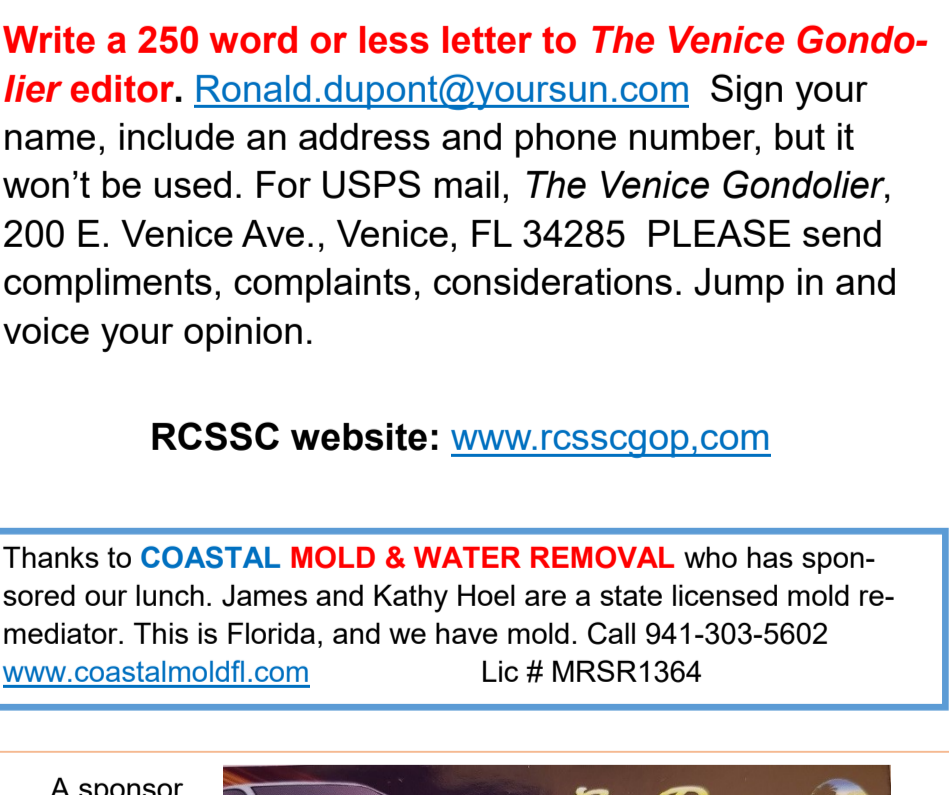 Write a 250 word or less letter to The Venice Gondo-
lier editor. Ronald.dupont@yoursun.com  Sign your
name, include an address and phone number, but it
won’t be used. For USPS mail, The Venice Gondolier,
200 E. Venice Ave., Venice, FL 34285  PLEASE send
compliments, complaints, considerations. Jump in and
voice your opinion.
RCSSC website: www.rcsscgop,com
Thanks to COASTAL MOLD & WATER REMOVAL who has spon-
sored our lunch. James and Kathy Hoel are a state licensed mold re-
mediator. This is Florida, and we have mold. Call 941-303-5602
www.coastalmoldfl.com Lic # MRSR1364
A sponsor